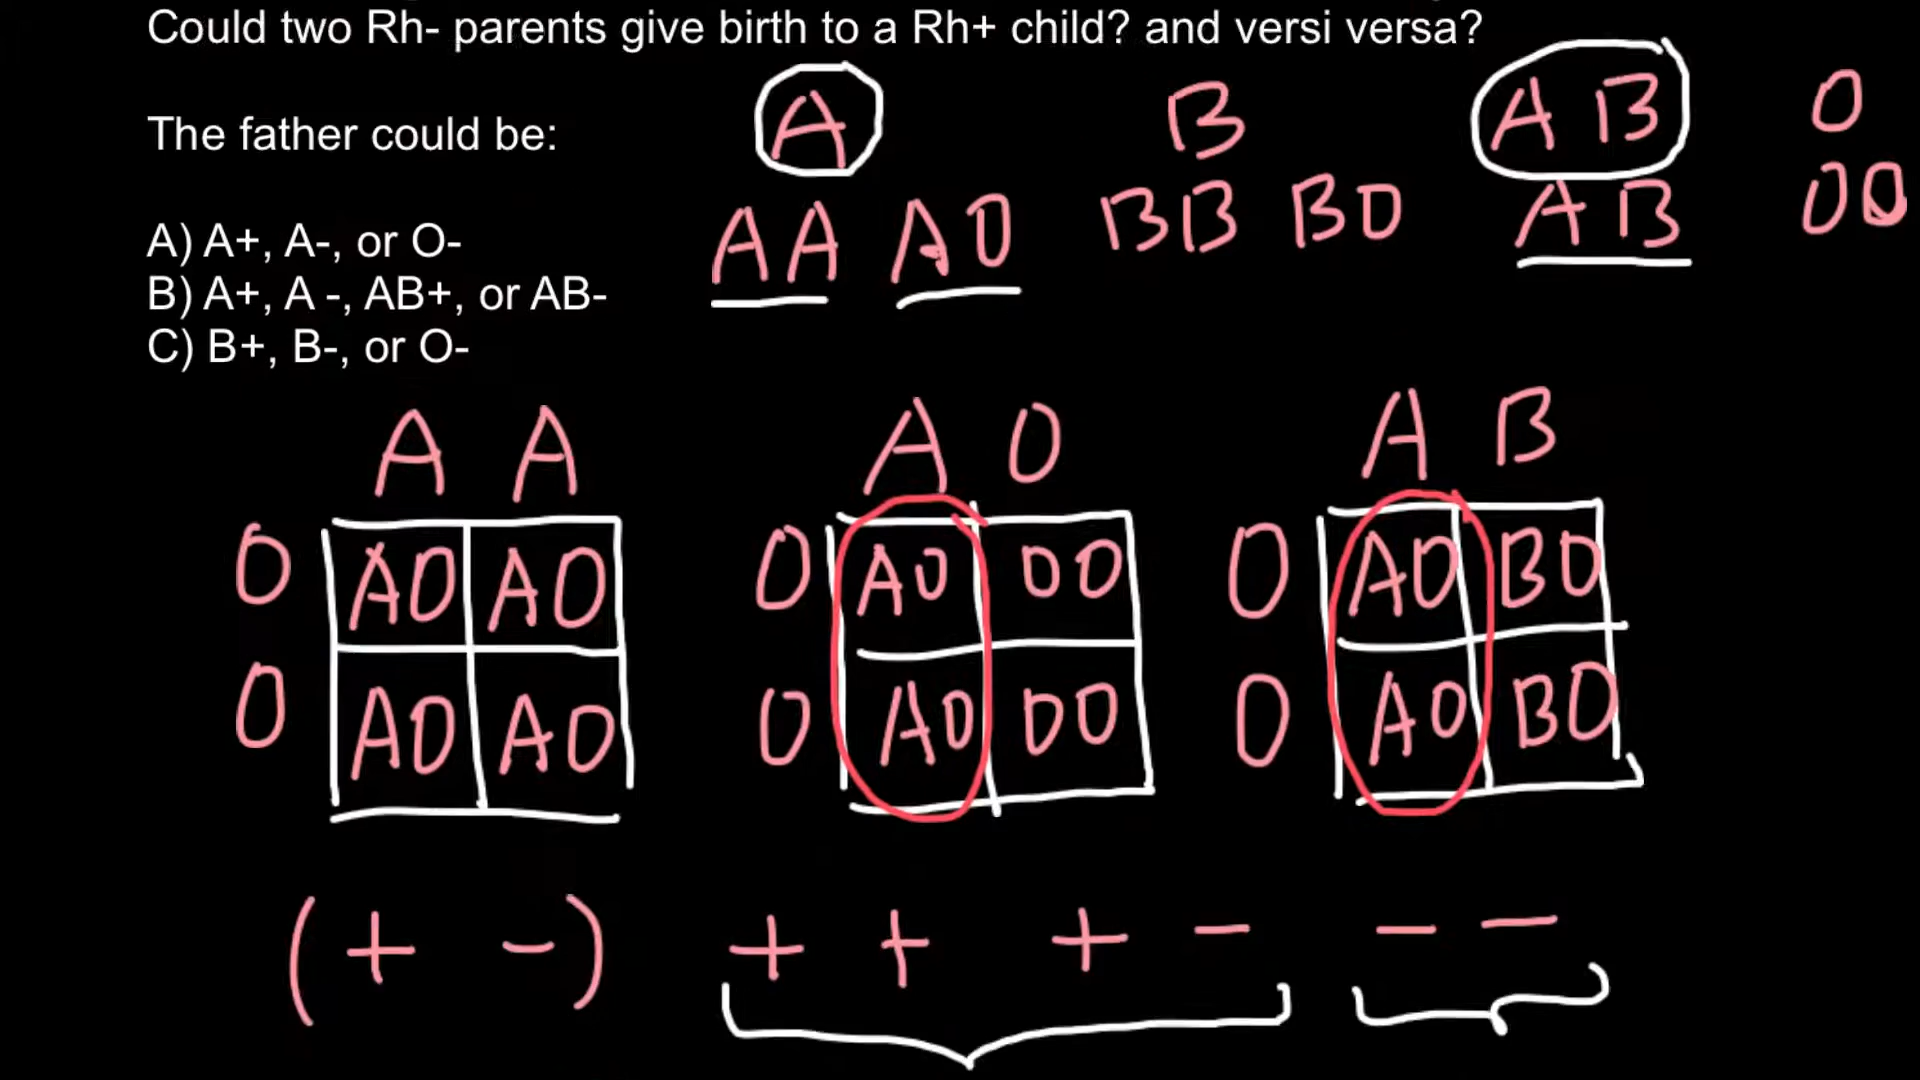 Could two Rh- parents give birth to a Rh+ child? and versi versa?
A B AB O
The father could be:
AA AO BB BO AB OO
A) A+, A-, or O-
B) A+, A -, AB+, or AB-
C) B+, B-, or O-
A A A O A B
O AO AO O AO OO O AO BO
O AO AO O AO OO O AO BO
(+ -) + + + - - -